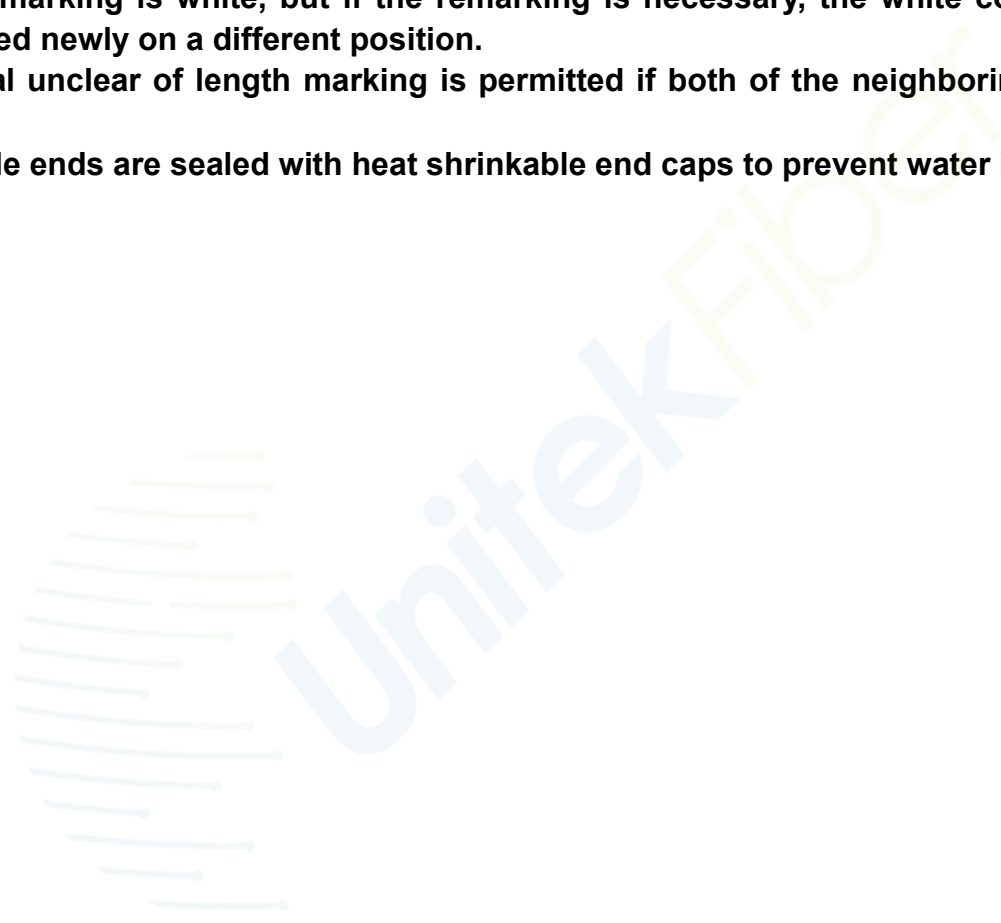 marking is white, but if the remarking is necessary, the white
ed newly on a different position.
al unclear of length marking is permitted if both of the
le ends are sealed with heat shrinkable end caps to prevent water
UnitekFiber